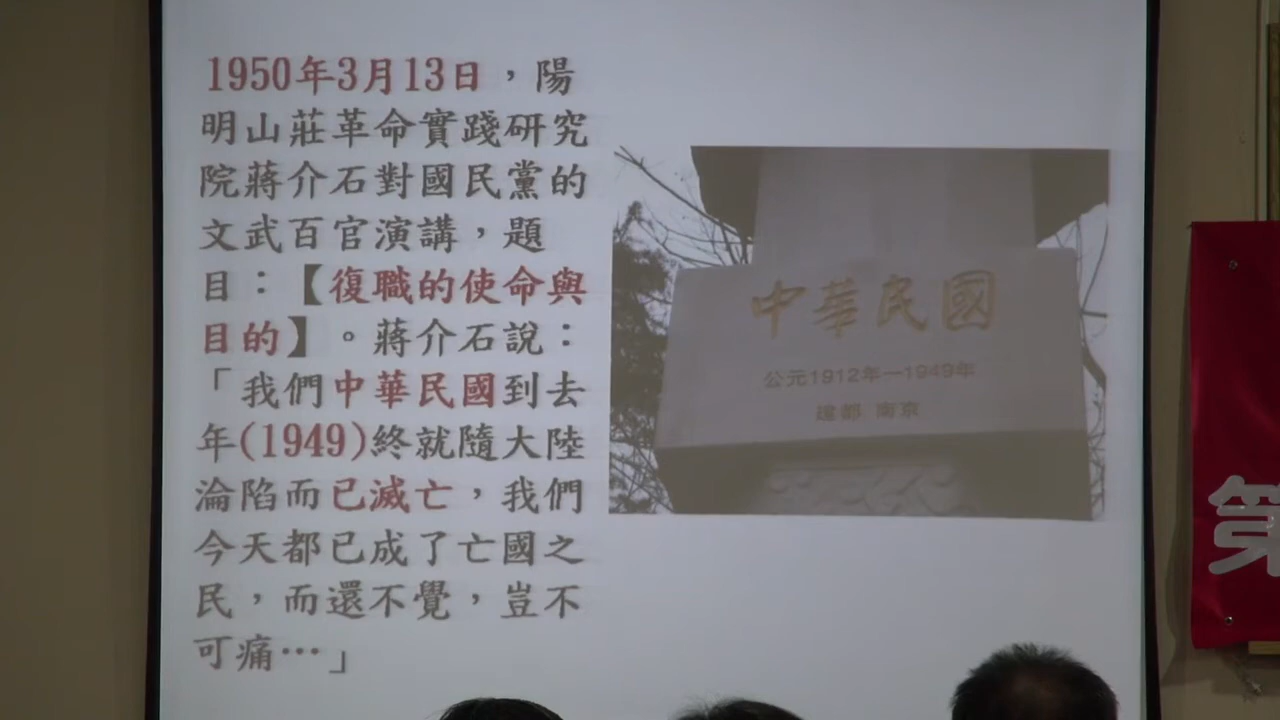 1950年3月13日，陽
明山莊革命實踐研究
院蔣介石對國民黨的
文武百官演講，題
目：【復職的使命與
目的】。蔣介石說：
「我們中華民國到去
年(1949)終就隨大陸
淪陷而已滅亡，我們
今天都已成了亡國之
民，而還不覺，豈不
可痛…」
中華民國
公元1912年—1949年
建都 南京
第